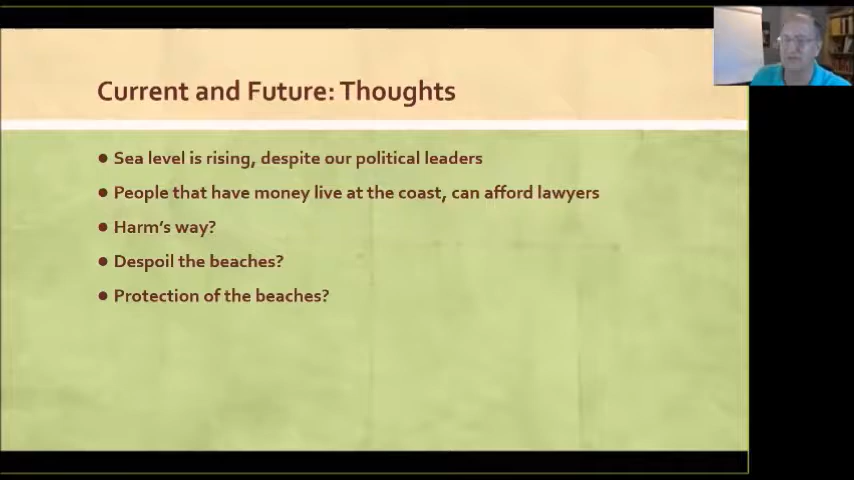 Current and Future: Thoughts
● Sea level is rising, despite our political leaders
● People that have money live at the coast, can afford lawyers
● Harm's way?
● Despoil the beaches?
● Protection of the beaches?